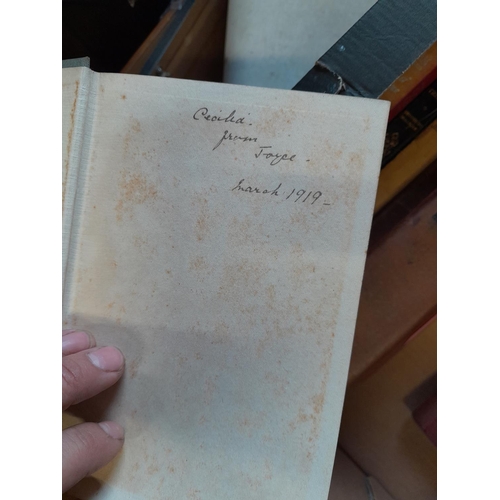 Cecilia.
from
Joyce.
March 1919 -